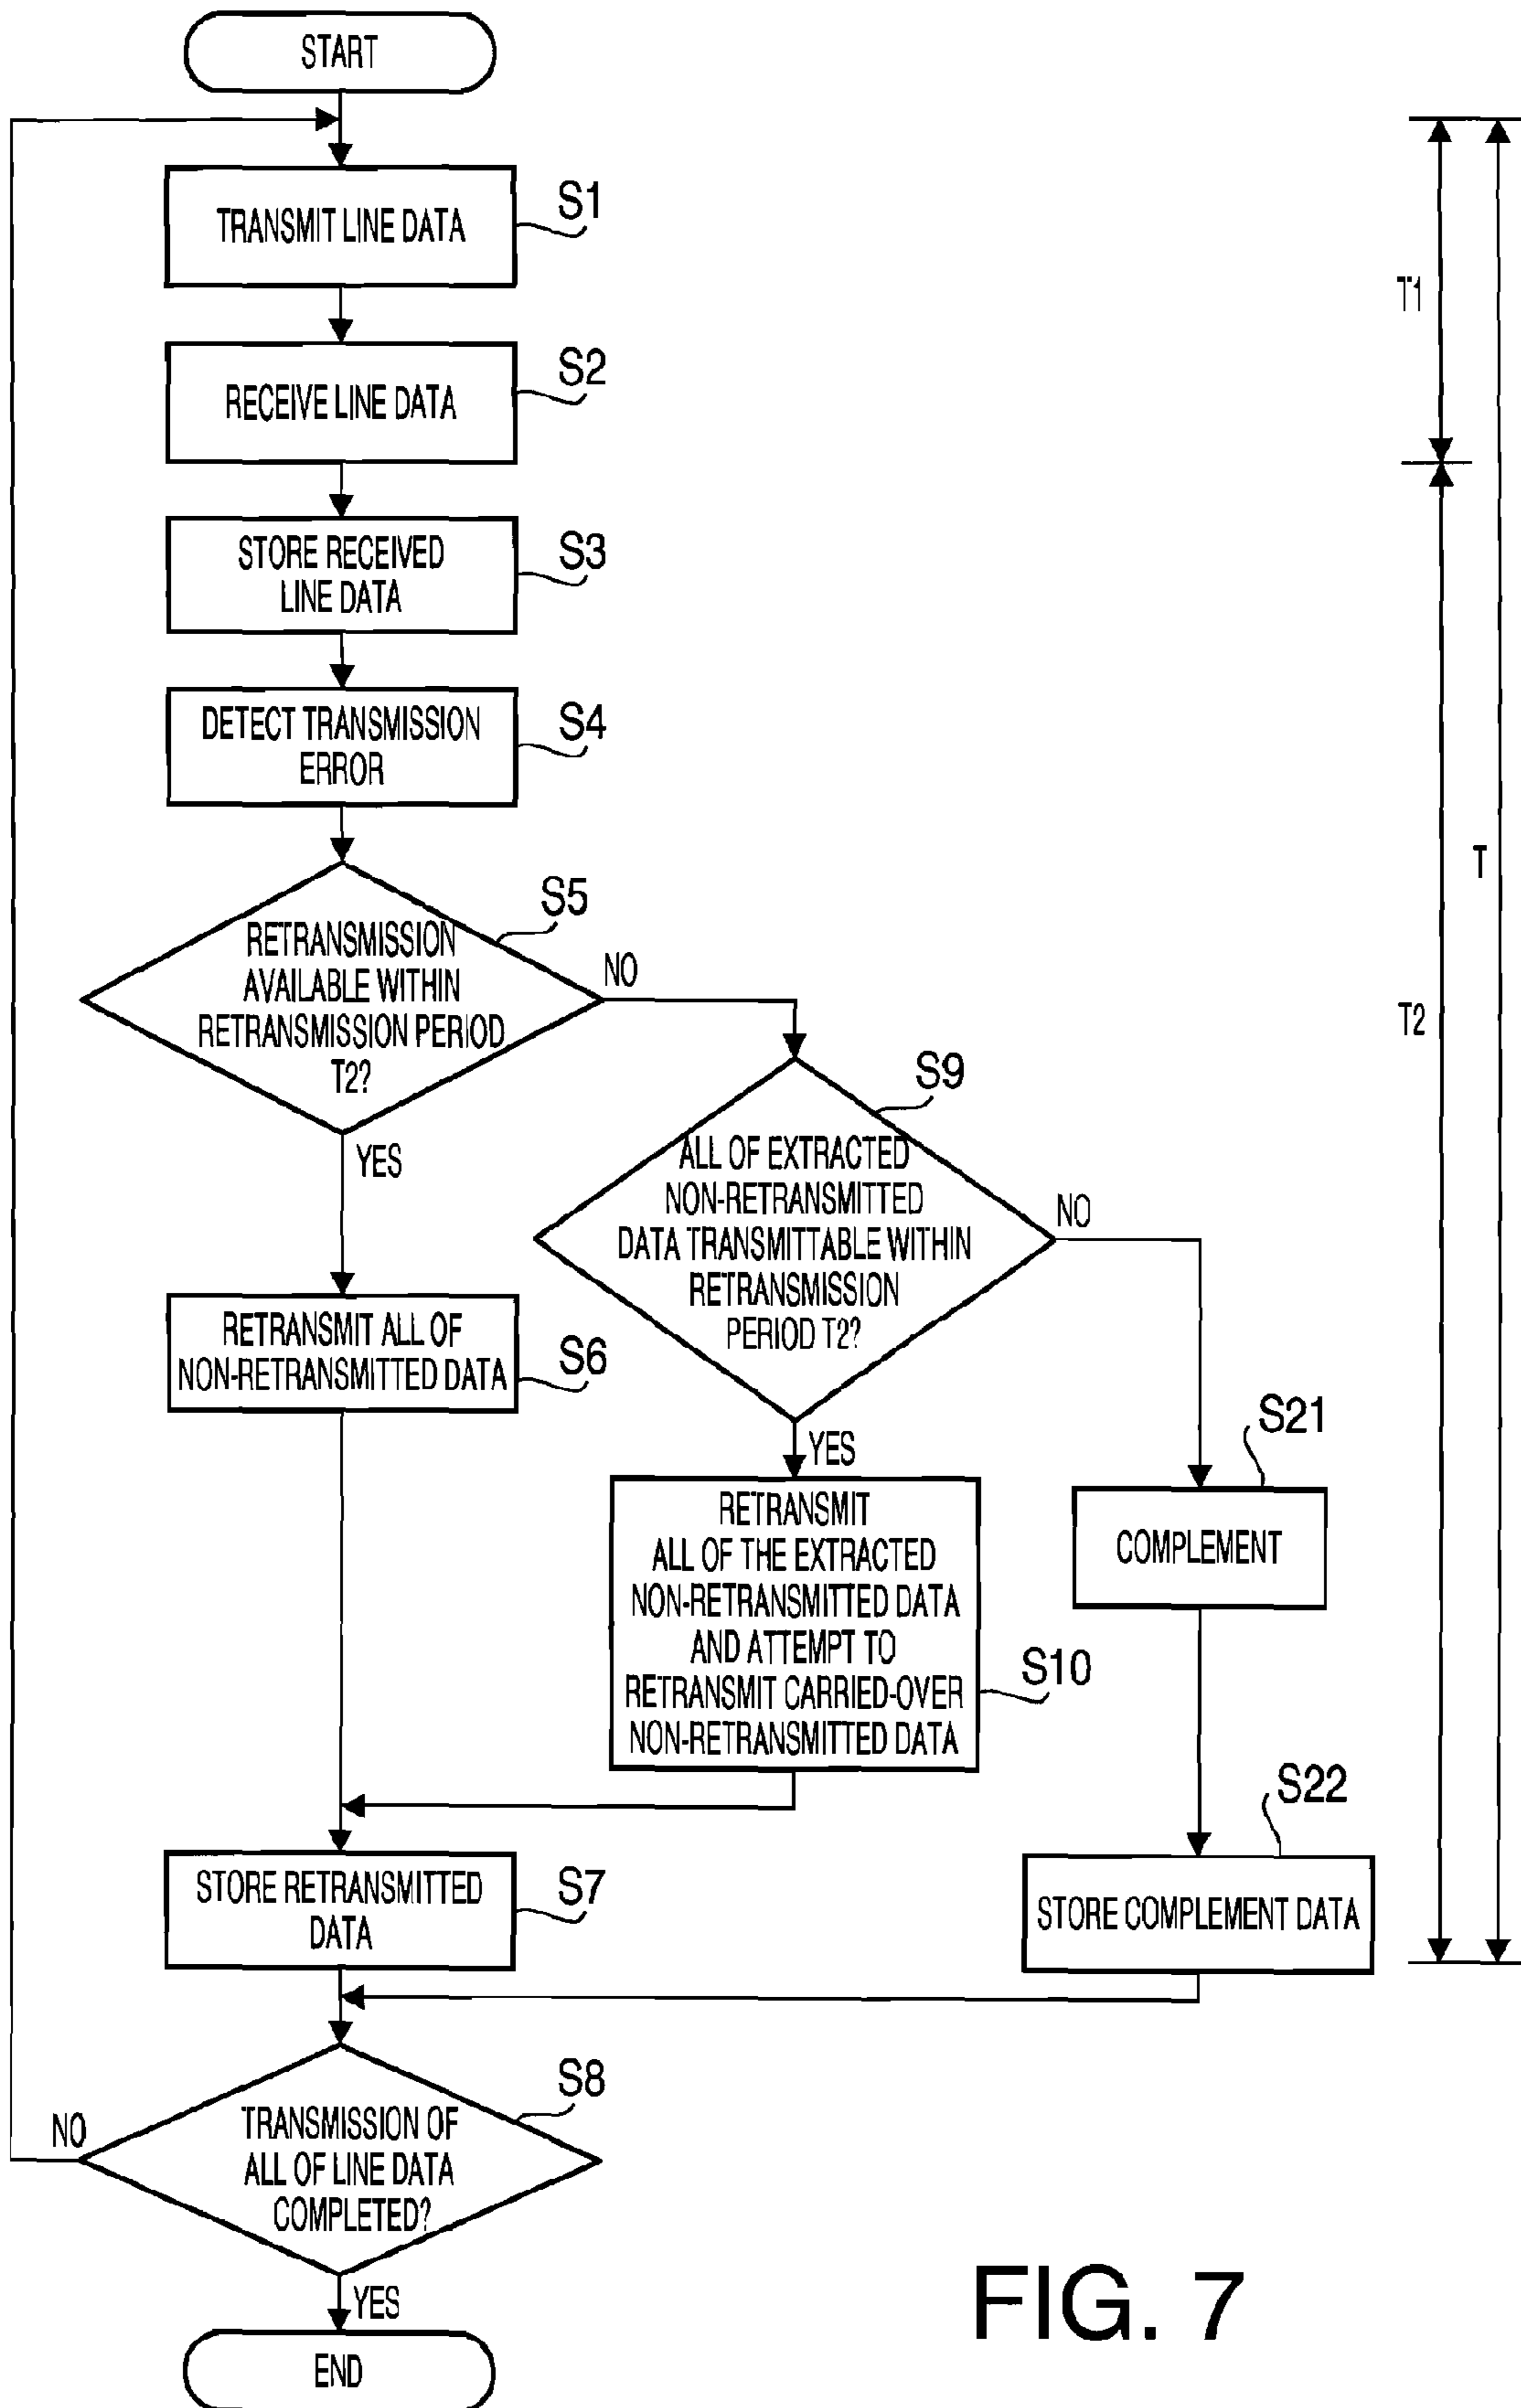 START
TRANSMIT LINE DATA
S1
T1
RECEIVE LINE DATA
S2
STORE RECEIVED
LINE DATA
S3
DETECT TRANSMISSION
ERROR
S4
T
RETRANSMISSION
AVAILABLE WITHIN
RETRANSMISSION PERIOD
T2?
S5
NO
YES
T2
ALL OF EXTRACTED
NON-RETRANSMITTED
DATA TRANSMITTABLE WITHIN
RETRANSMISSION
PERIOD T2?
S9
NO
YES
RETRANSMIT ALL OF
NON-RETRANSMITTED DATA
S6
RETRANSMIT
ALL OF THE EXTRACTED
NON-RETRANSMITTED DATA
AND ATTEMPT TO
RETRANSMIT CARRIED-OVER
NON-RETRANSMITTED DATA
S10
S21
COMPLEMENT
STORE RETRANSMITTED
DATA
S7
S22
STORE COMPLEMENT DATA
TRANSMISSION OF
ALL OF LINE DATA
COMPLETED?
S8
NO
YES
END
FIG. 7